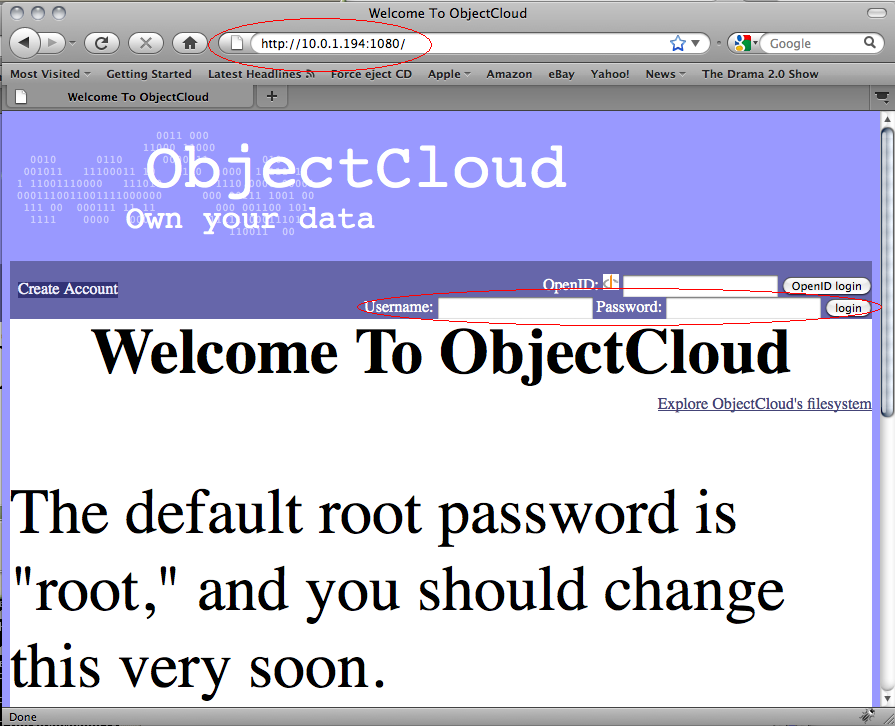 Welcome To ObjectCloud
http://10.0.1.194:1080/
Google
Most Visited Getting Started Latest Headlines Force eject CD Apple Amazon eBay Yahoo! News The Drama 2.0 Show
Welcome To ObjectCloud
ObjectCloud
Own your data
Create Account
OpenID: OpenID login
Username: Password: login
Welcome To ObjectCloud
Explore ObjectCloud's filesystem
The default root password is
"root," and you should change
this very soon.
Done